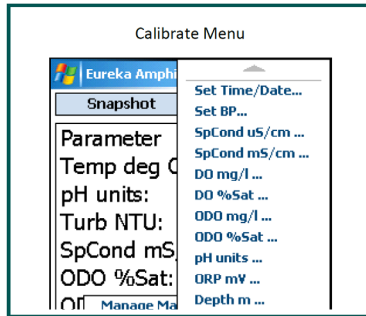 Calibrate Menu
Eureka Amphi
Snapshot
Parameter
Temp deg C
pH units:
Turb NTU:
SpCond mS/
ODO %Sat:
Manage Ma
Set Time/Date...
Set BP...
SpCond uS/cm ...
SpCond mS/cm ...
DO mg/l ...
DO %Sat ...
ODO mg/l ...
ODO %Sat ...
pH units ...
ORP mV ...
Depth m ...